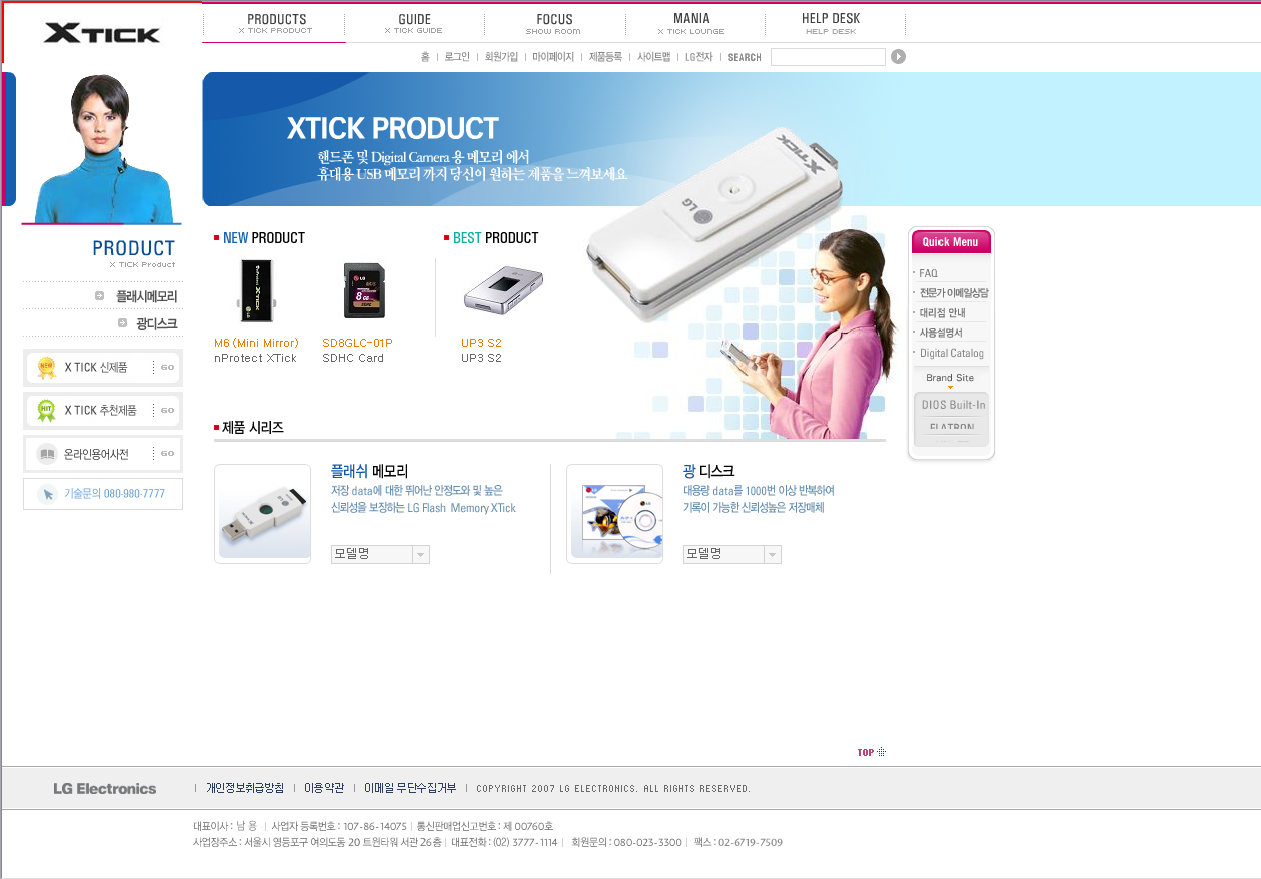 XTICK
PRODUCTS
X TICK PRODUCT
GUIDE
X TICK GUIDE
FOCUS
SHOW ROOM
MANIA
X TICK LOUNGE
HELP DESK
HELP DESK
홈 | 로그인 | 회원가입 | 마이페이지 | 제품등록 | 사이트맵 | LG전자 | SEARCH
XTICK PRODUCT
핸드폰 및 Digital Camera 용 메모리 에서
휴대용 USB 메모리 까지 당신이 원하는 제품을 느껴보세요
XTICK
LG
PRODUCT
X TICK Product
플래시메모리
광디스크
NEW X TICK 신제품 GO
HIT X TICK 추천제품 GO
온라인용어사전 GO
기술문의 080-980-7777
NEW PRODUCT
M6 (Mini Mirror)
nProtect XTick
SD8GLC-01P
SDHC Card
BEST PRODUCT
UP3 S2
UP3 S2
Quick Menu
FAQ
전문가 이메일상담
대리점 안내
사용설명서
Digital Catalog
Brand Site
DIOS Built-In
FLATRON
제품 시리즈
플래쉬 메모리
저장 data에 대한 뛰어난 안정도와 및 높은
신뢰성을 보장하는 LG Flash Memory XTick
모델명
광 디스크
대용량 data를 1000번 이상 반복하여
기록이 가능한 신뢰성높은 저장매체
모델명
TOP
LG Electronics | 개인정보취급방침 | 이용약관 | 이메일 무단수집거부 | COPYRIGHT 2007 LG ELECTRONICS. ALL RIGHTS RESERVED.
대표이사 : 남 용 | 사업자 등록번호 : 107-86-14075 | 통신판매업신고번호 : 제 00760호
사업장주소 : 서울시 영등포구 여의도동 20 트윈타워 서관 26층 | 대표전화 : (02) 3777-1114 | 회원문의 : 080-023-3300 | 팩스 : 02-6719-7509